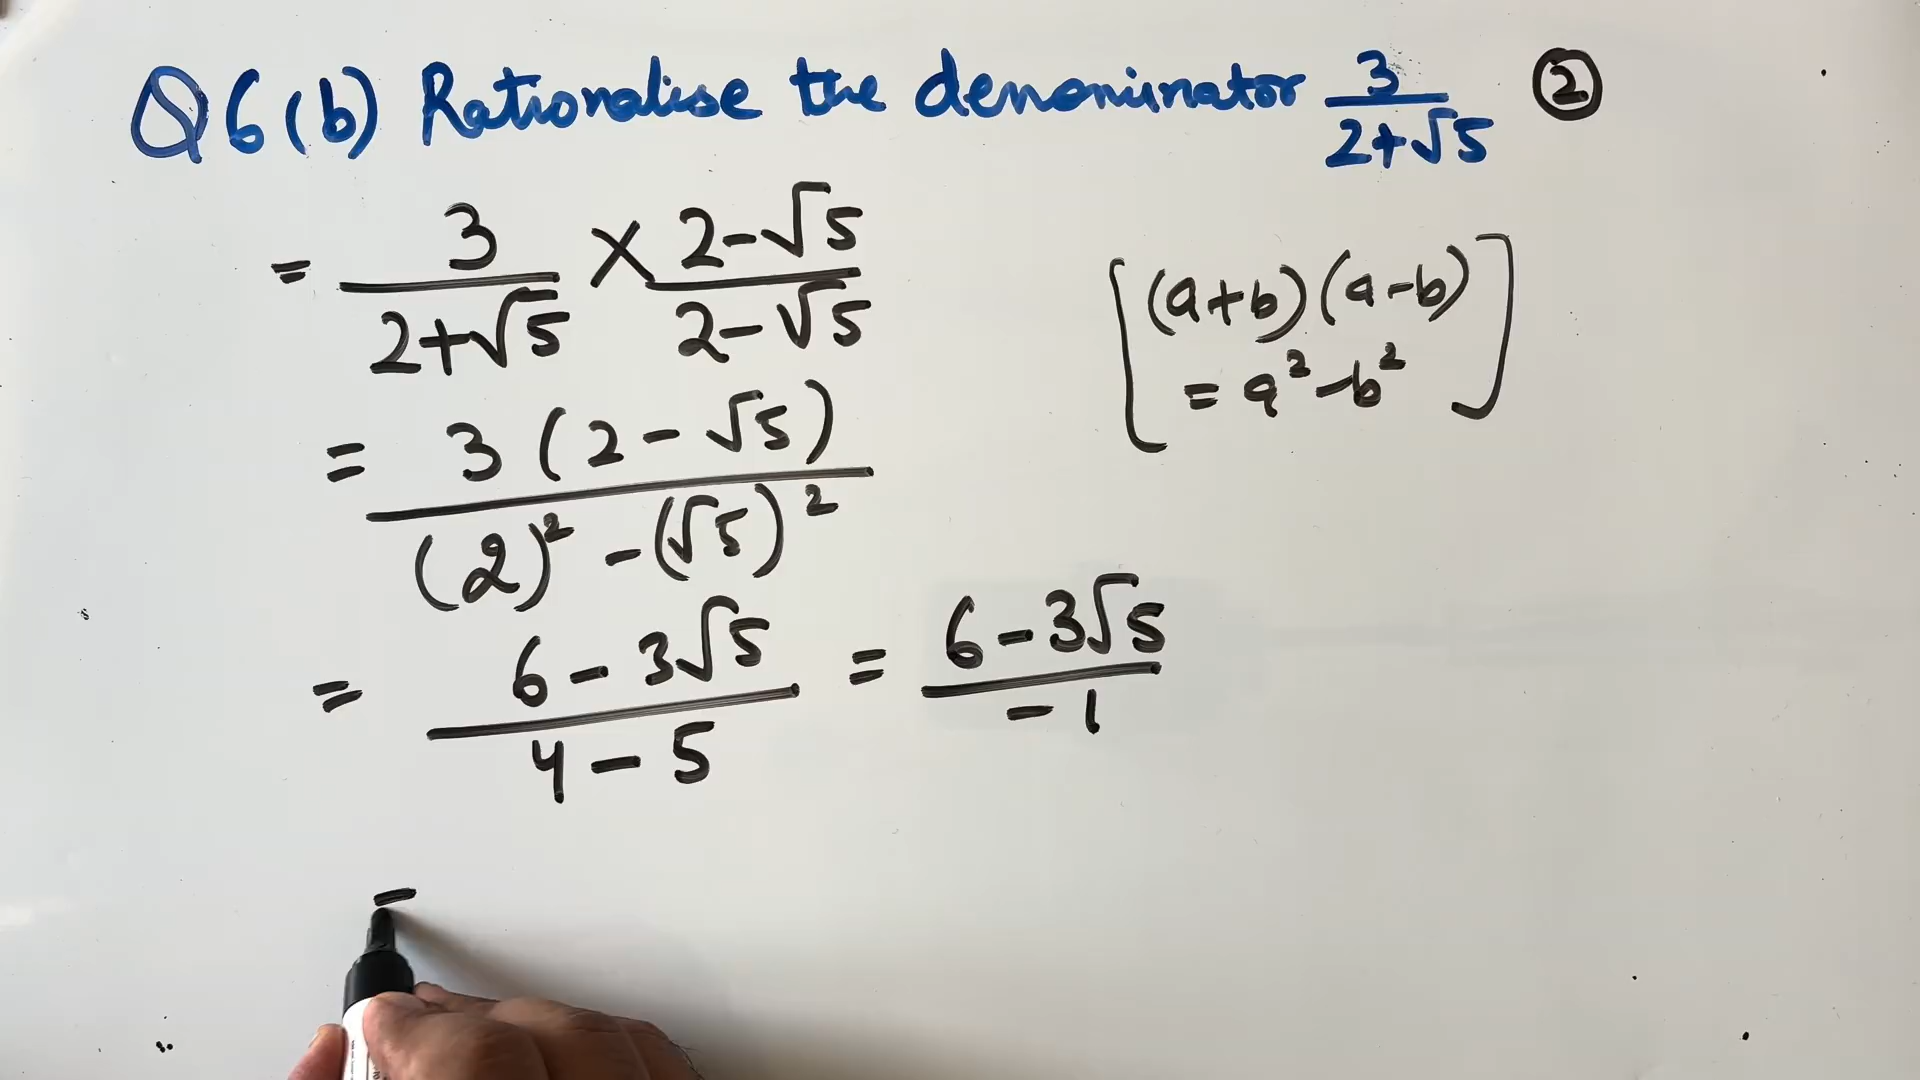 Q6(b) Rationalise the denominator 3/(2+√5) ②
= 3/(2+√5) × (2-√5)/(2-√5)
[(a+b)(a-b)
= a²-b²]
= 3(2-√5)/((2)²-(√5)²)
= (6-3√5)/(4-5) = (6-3√5)/(-1)